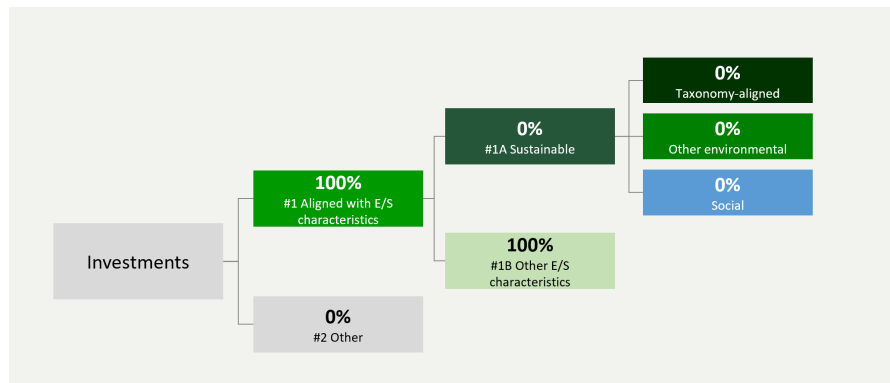 Investments
100%
#1 Aligned with E/S
characteristics
0%
#2 Other
0%
#1A Sustainable
100%
#1B Other E/S
characteristics
0%
Taxonomy-aligned
0%
Other environmental
0%
Social